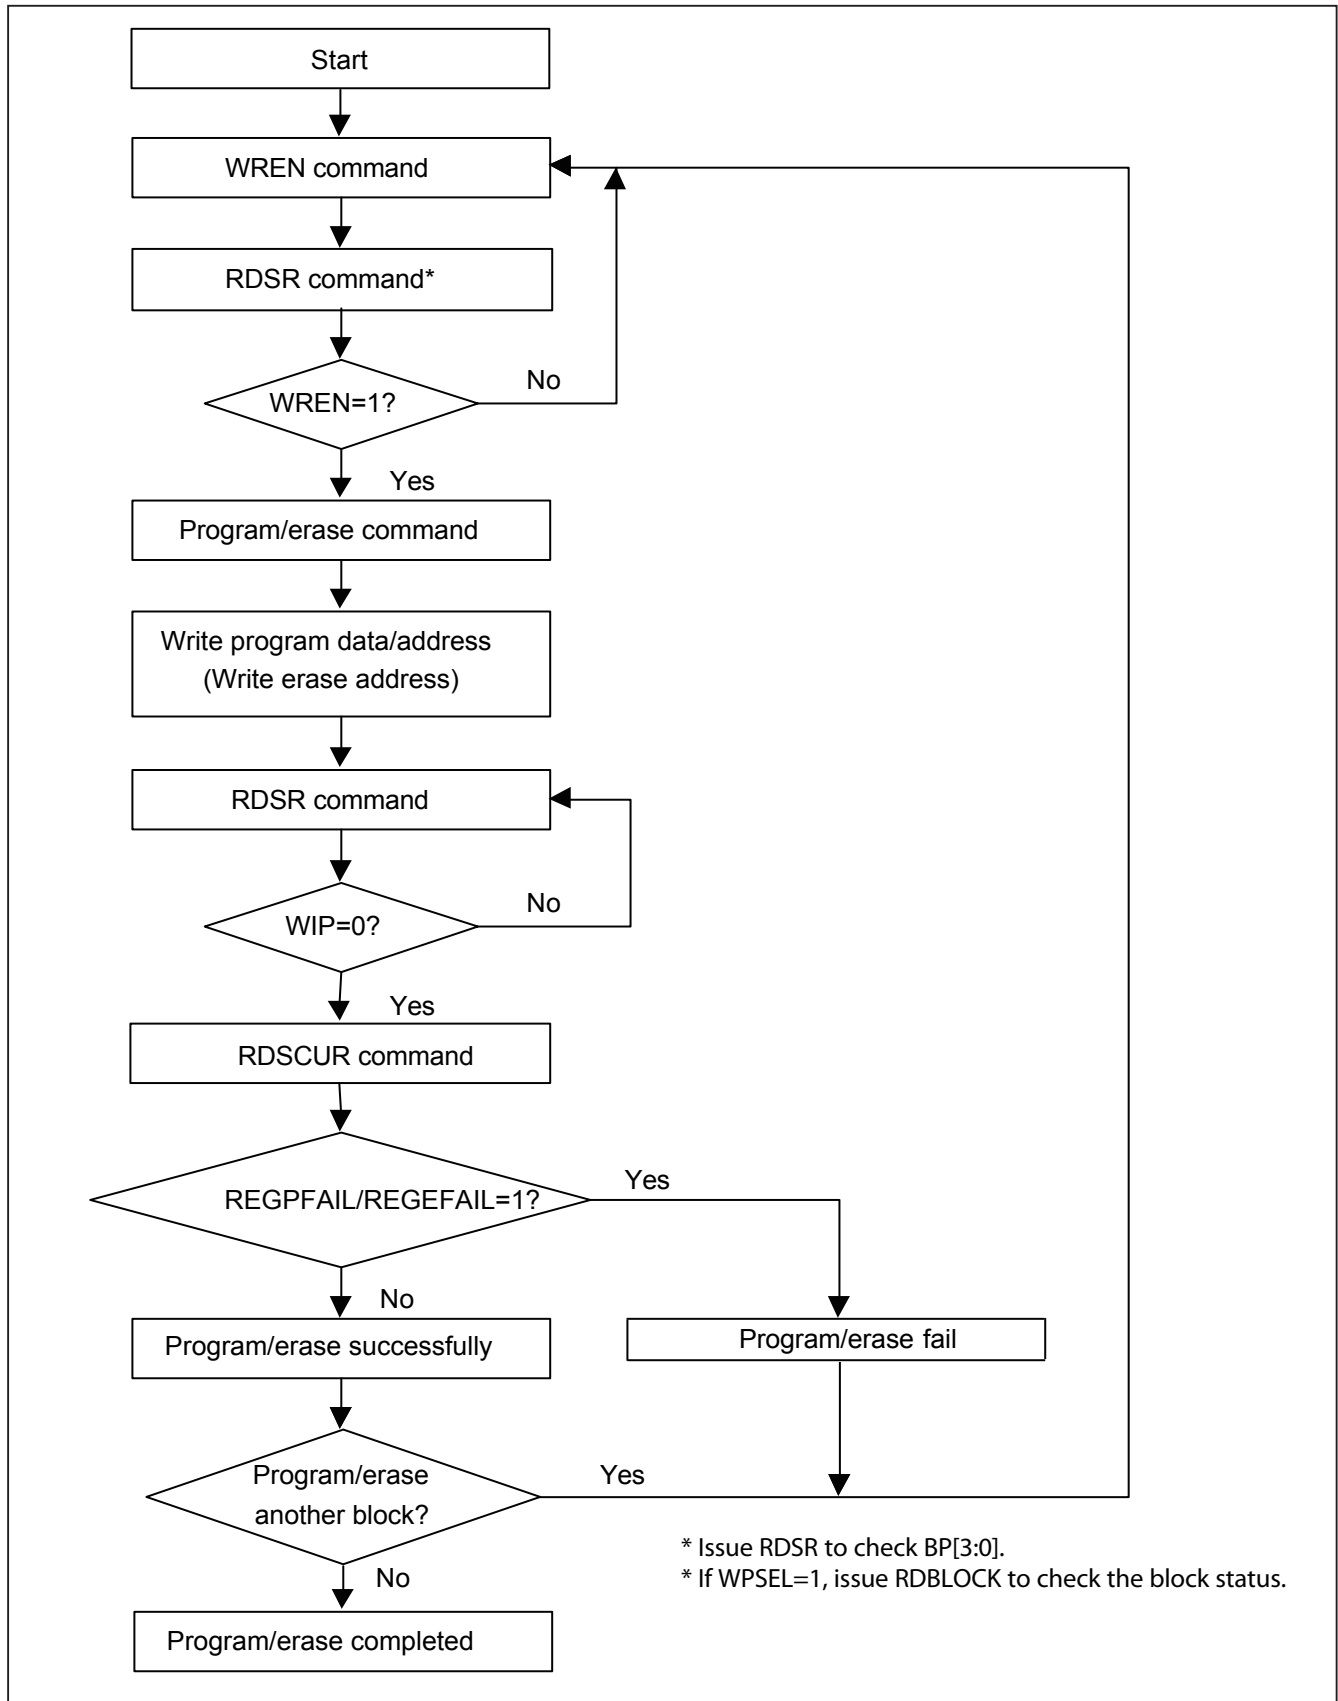 Start
WREN command
RDSR command*
WREN=1?
No
Yes
Program/erase command
Write program data/address
(Write erase address)
RDSR command
WIP=0?
No
Yes
RDSCUR command
REGPFAIL/REGEFAIL=1?
Yes
No
Program/erase successfully
Program/erase fail
Program/erase
another block?
Yes
* Issue RDSR to check BP[3:0].
* If WPSEL=1, issue RDBLOCK to check the block status.
No
Program/erase completed